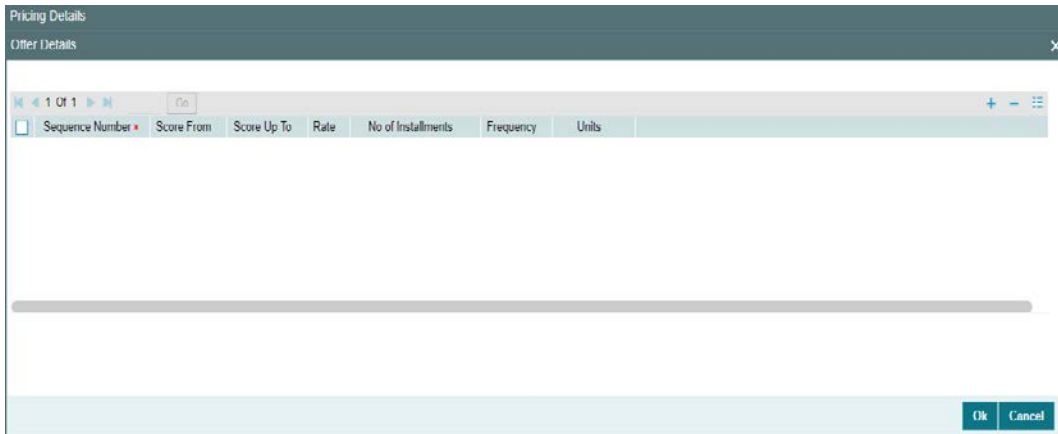 Pricing Details
Offer Details
1 Of 1 Go
Sequence Number * Score From Score Up To Rate No of Installments Frequency Units
Ok Cancel